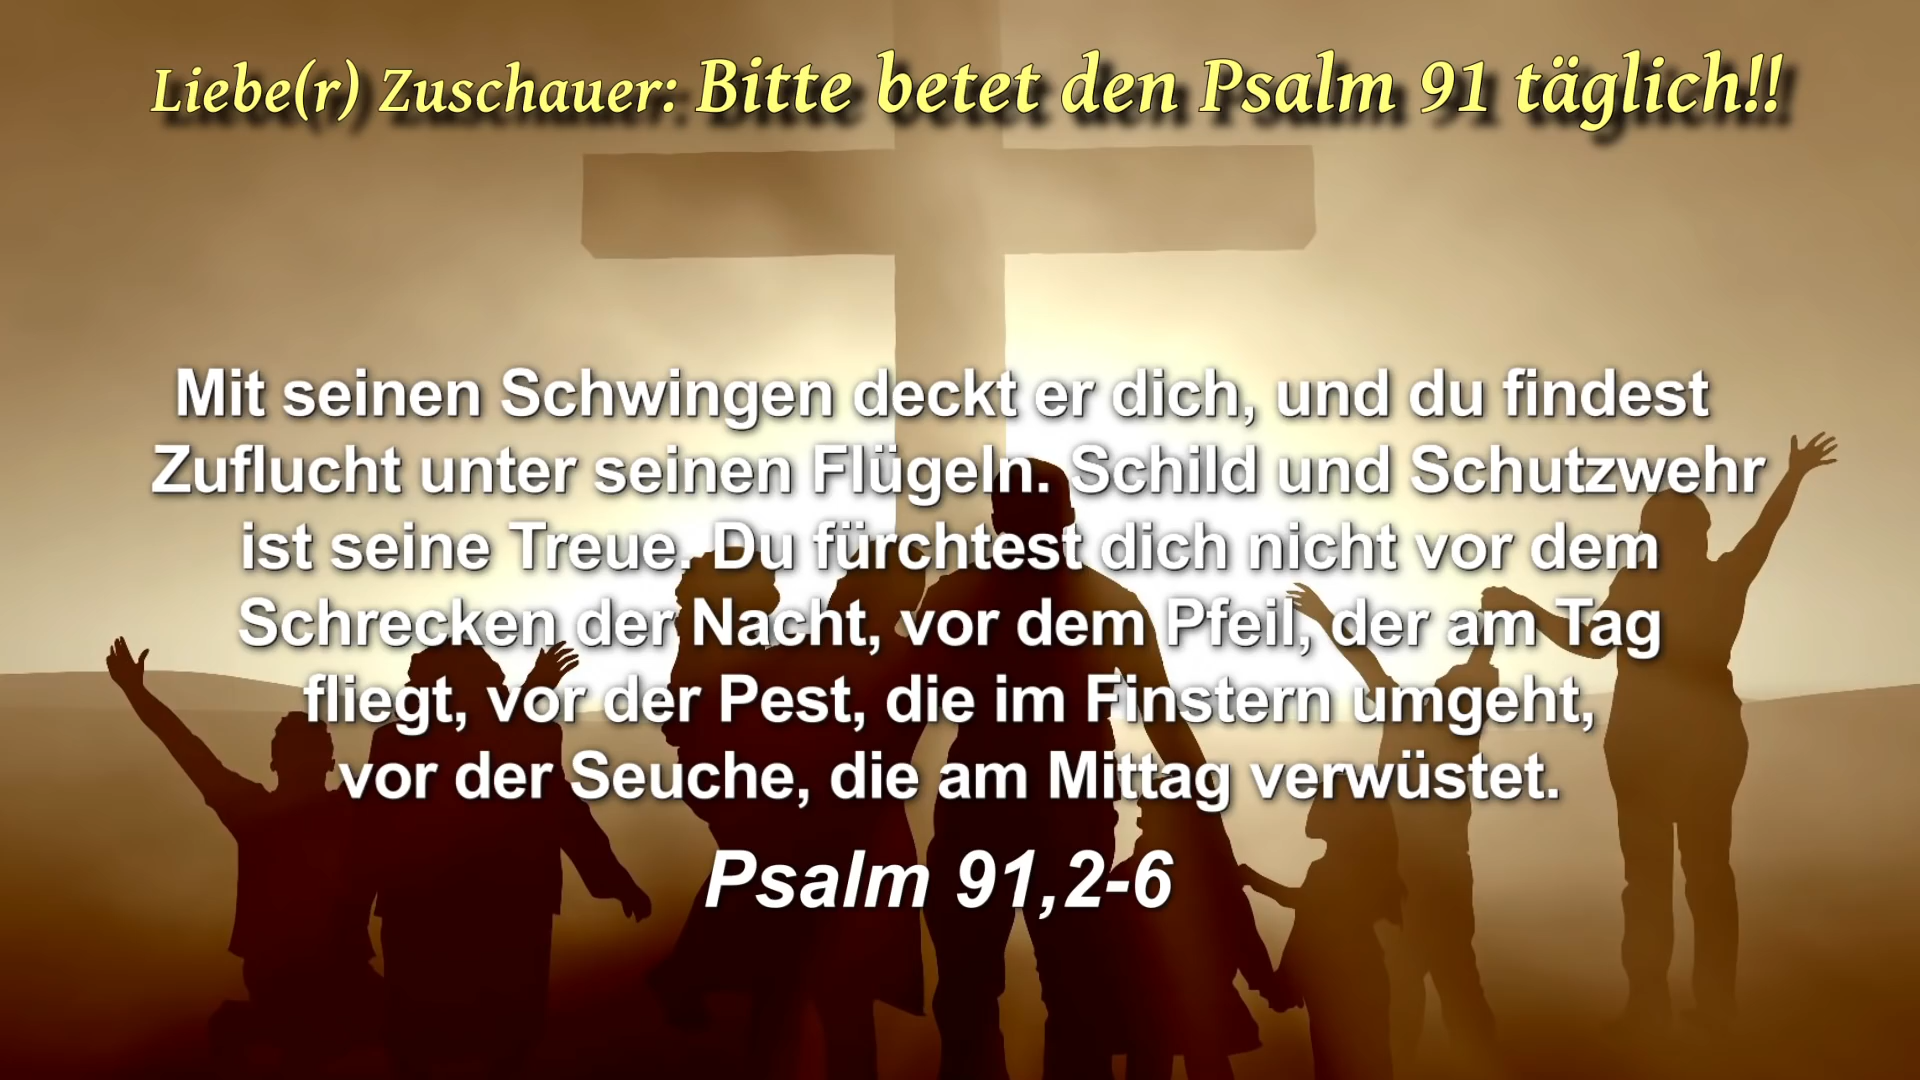 Liebe(r) Zuschauer: Bitte betet den Psalm 91 täglich!!
Mit seinen Schwingen deckt er dich, und du findest
Zuflucht unter seinen Flügeln. Schild und Schutzwehr
ist seine Treue. Du fürchtest dich nicht vor dem
Schrecken der Nacht, vor dem Pfeil, der am Tag
fliegt, vor der Pest, die im Finstern umgeht,
vor der Seuche, die am Mittag verwüstet.
Psalm 91,2-6